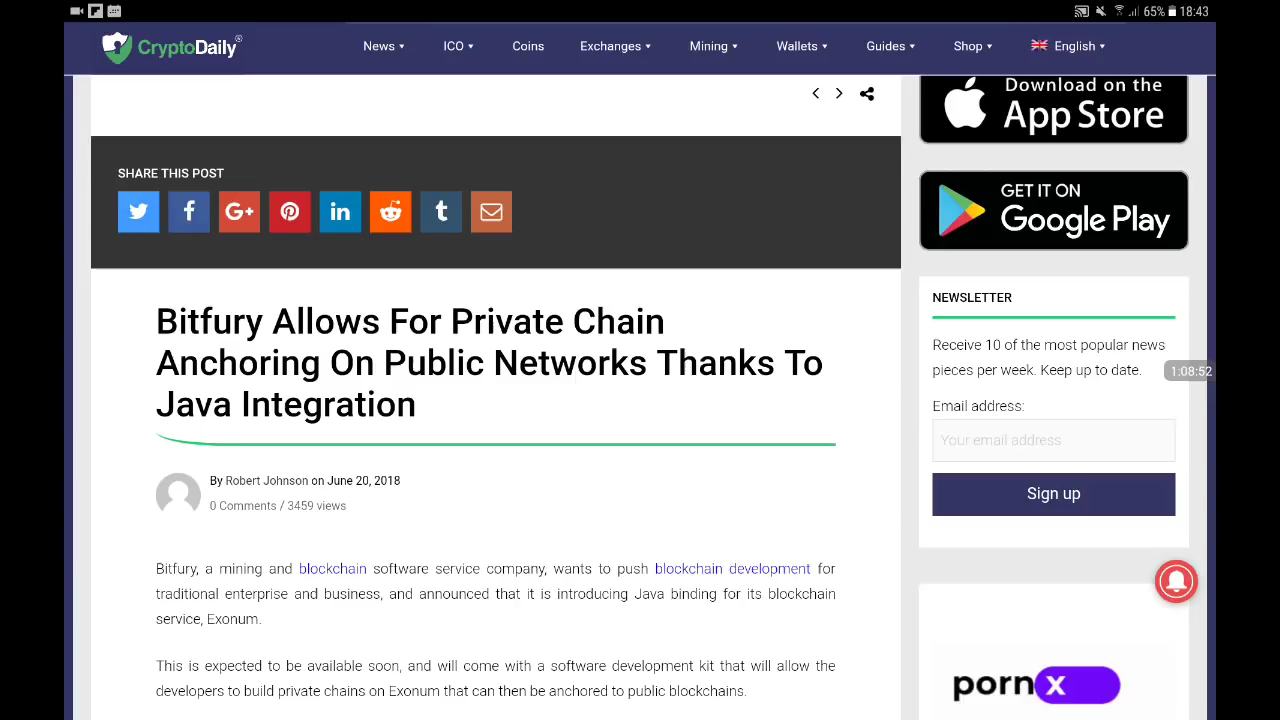 65% 18:43
CryptoDaily
News ICO Coins Exchanges Mining Wallets Guides Shop English
Download on the
App Store
SHARE THIS POST
GET IT ON
Google Play
Bitfury Allows For Private Chain
Anchoring On Public Networks Thanks To
Java Integration
By Robert Johnson on June 20, 2018
0 Comments / 3459 views
Bitfury, a mining and blockchain software service company, wants to push blockchain development for
traditional enterprise and business, and announced that it is introducing Java binding for its blockchain
service, Exonum.
This is expected to be available soon, and will come with a software development kit that will allow the
developers to build private chains on Exonum that can then be anchored to public blockchains.
NEWSLETTER
Receive 10 of the most popular news
pieces per week. Keep up to date.
1:08:52
Email address:
Your email address
Sign up
pornx